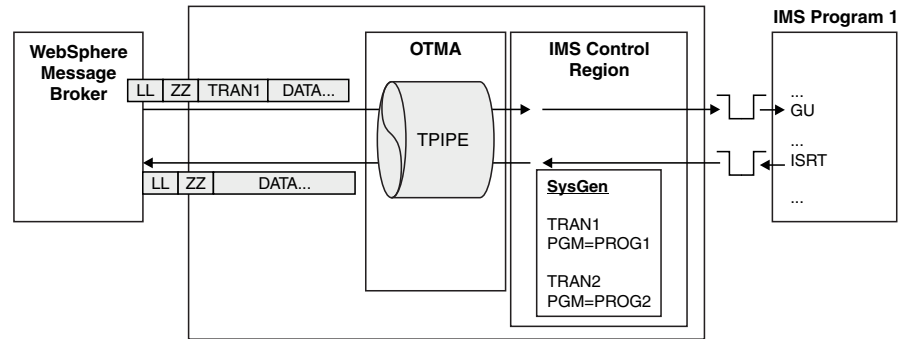 WebSphere
Message
Broker
OTMA
IMS Control
Region
IMS Program 1
LL ZZ TRAN1 DATA...
TPIPE
...
GU
...
ISRT
...
LL ZZ DATA...
SysGen
TRAN1
PGM=PROG1
TRAN2
PGM=PROG2